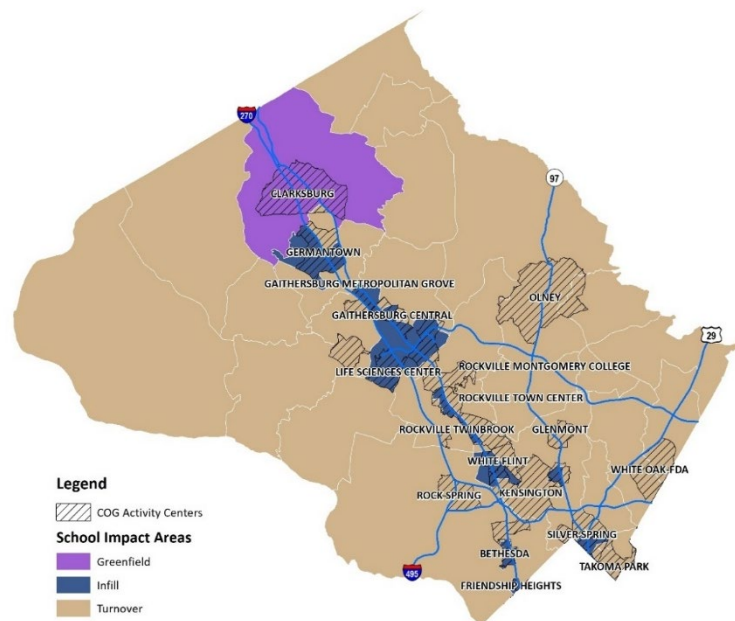 270
97
CLARKSBURG
GERMANTOWN
GAITHERSBURG METROPOLITAN GROVE
OLNEY
GAITHERSBURG CENTRAL
29
LIFE SCIENCES CENTER
ROCKVILLE MONTGOMERY COLLEGE
ROCKVILLE TOWN CENTER
ROCKVILLE TWINBROOK
GLENMONT
WHITE FLINT
WHITE OAK-FDA
ROCK SPRING
KENSINGTON
SILVER SPRING
BETHESDA
TAKOMA PARK
495
FRIENDSHIP HEIGHTS
Legend
COG Activity Centers
School Impact Areas
Greenfield
Infill
Turnover